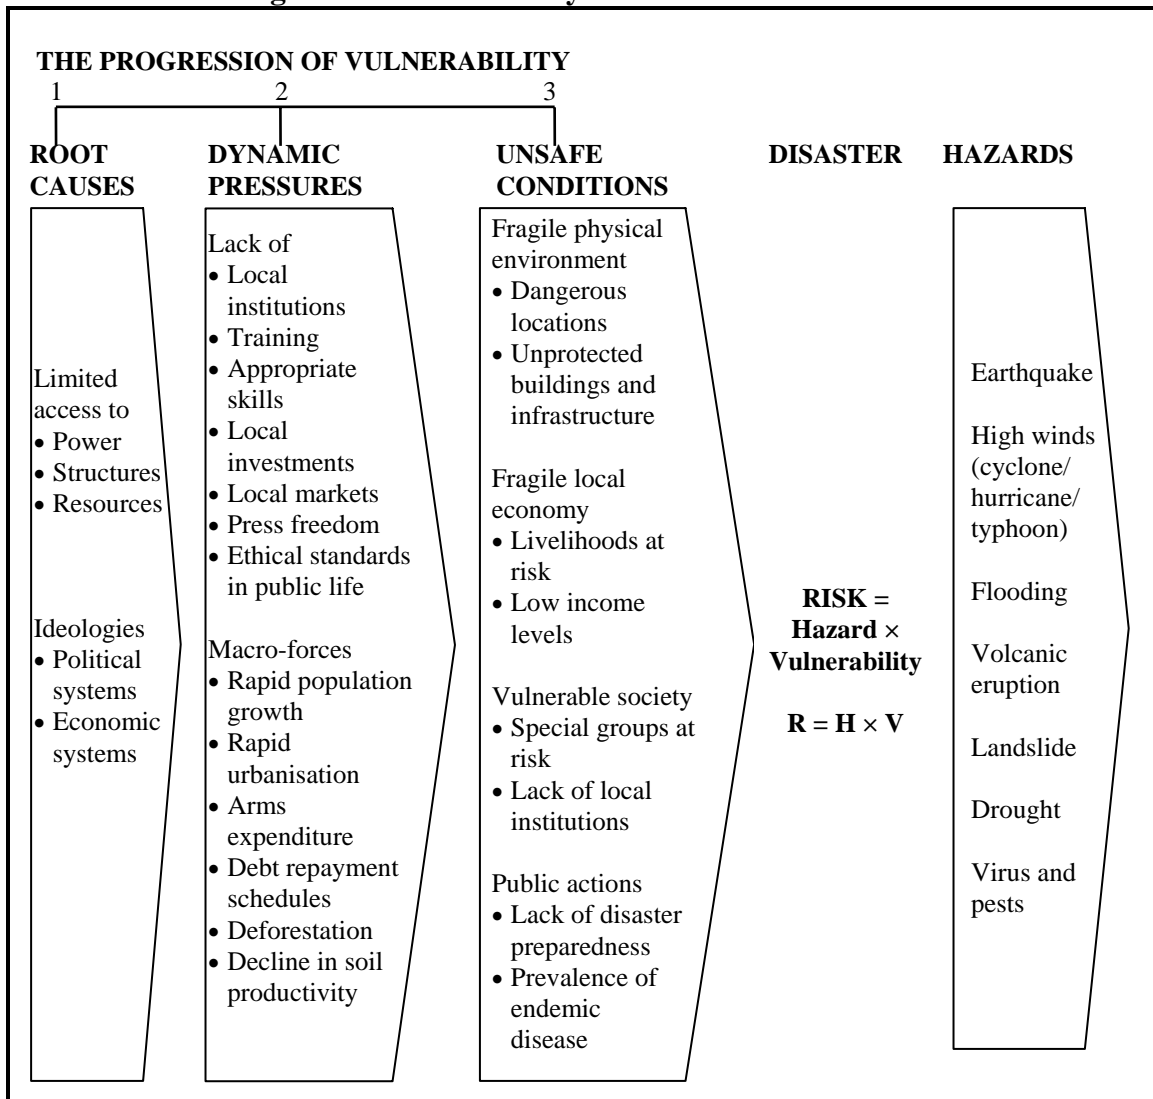 THE PROGRESSION OF VULNERABILITY
1 2 3
ROOT
CAUSES
DYNAMIC
PRESSURES
UNSAFE
CONDITIONS
DISASTER
HAZARDS
Limited
access to
• Power
• Structures
• Resources
Ideologies
• Political
systems
• Economic
systems
Lack of
• Local
institutions
• Training
• Appropriate
skills
• Local
investments
• Local markets
• Press freedom
• Ethical standards
in public life
Macro-forces
• Rapid population
growth
• Rapid
urbanisation
• Arms
expenditure
• Debt repayment
schedules
• Deforestation
• Decline in soil
productivity
Fragile physical
environment
• Dangerous
locations
• Unprotected
buildings and
infrastructure
Fragile local
economy
• Livelihoods at
risk
• Low income
levels
Vulnerable society
• Special groups at
risk
• Lack of local
institutions
Public actions
• Lack of disaster
preparedness
• Prevalence of
endemic
disease
RISK =
Hazard ×
Vulnerability
R = H × V
Earthquake
High winds
(cyclone/
hurricane/
typhoon)
Flooding
Volcanic
eruption
Landslide
Drought
Virus and
pests